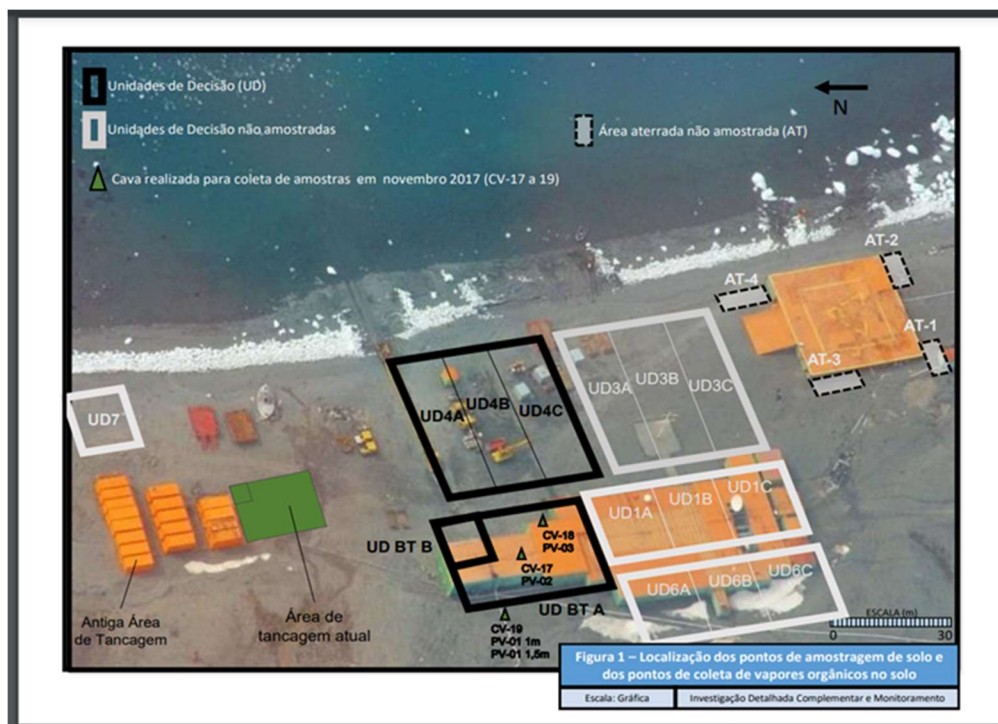 Unidades de Decisão (UD)
N
Unidades de Decisão não amostradas
Área aterrada não amostrada (AT)
Cava realizada para coleta de amostras em novembro 2017 (CV-17 a 19)
AT-2
AT-4
AT-1
AT-3
UD3A
UD3B
UD3C
UD4A
UD4B
UD4C
UD7
UD1A
UD1B
UD1C
UD BT B
CV-18
PV-03
CV-17
PV-02
UD6A
UD6B
UD6C
UD BT A
Antiga Área
de Tancagem
Área de
tancagem atual
CV-19
PV-01 1m
PV-01 1,5m
ESCALA (m)
0
30
Figura 1 – Localização dos pontos de amostragem de solo e
dos pontos de coleta de vapores orgânicos no solo
Escala: Gráfica
Investigação Detalhada Complementar e Monitoramento